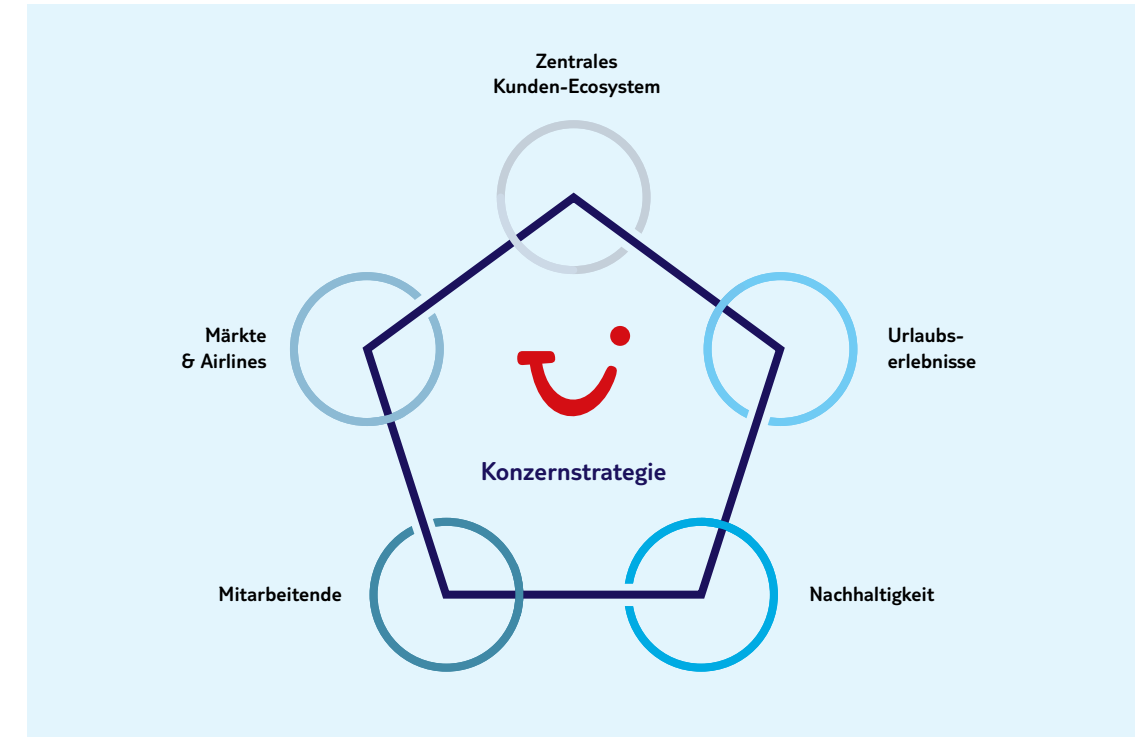 Zentrales
Kunden-Ecosystem
Märkte
& Airlines
Urlaubs-
erlebnisse
Konzernstrategie
Mitarbeitende
Nachhaltigkeit